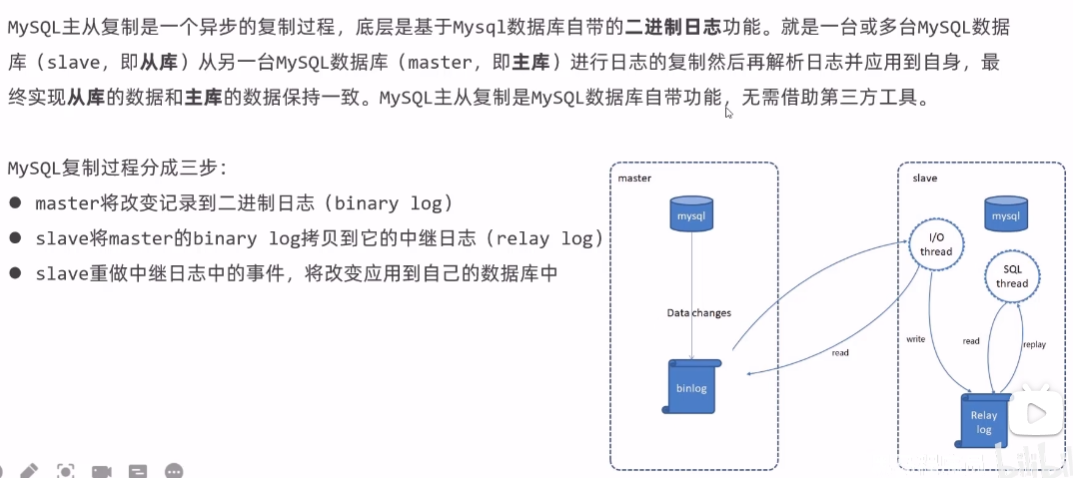 MySQL主从复制是一个异步的复制过程，底层是基于Mysql数据库自带的二进制日志功能。就是一台或多台MySQL数据
库（slave，即从库）从另一台MySQL数据库（master，即主库）进行日志的复制然后再解析日志并应用到自身，最
终实现从库的数据和主库的数据保持一致。MySQL主从复制是MySQL数据库自带功能，无需借助第三方工具。
MySQL复制过程分成三步：
● master将改变记录到二进制日志（binary log）
● slave将master的binary log拷贝到它的中继日志（relay log）
● slave重做中继日志中的事件，将改变应用到自己的数据库中
master
mysql
Data changes
binlog
read
slave
mysql
I/O
thread
SQL
thread
write
read
replay
Relay
log
bilibili